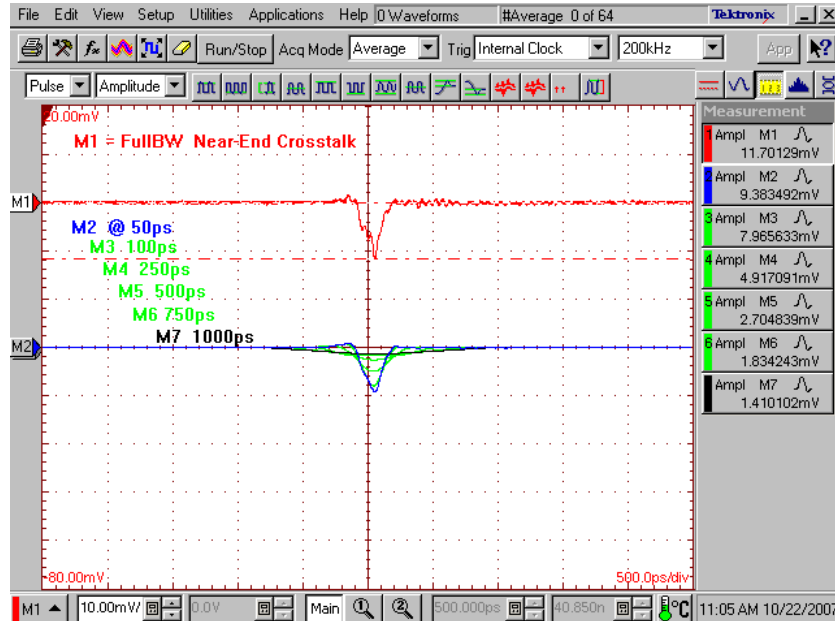 File Edit View Setup Utilities Applications Help 0 Waveforms #Average 0 of 64 Tektronix
Run/Stop Acq Mode Average Trig Internal Clock 200kHz App
Pulse Amplitude
20.00mV
M1 = FullBW Near-End Crosstalk
M1
M2 @ 50ps
M3 100ps
M4 250ps
M5 500ps
M6 750ps
M7 1000ps
M2
-80.00mV 500.0ps/div
Measurement
1 Ampl M1
11.70129mV
2 Ampl M2
9.383492mV
3 Ampl M3
7.965633mV
4 Ampl M4
4.917091mV
5 Ampl M5
2.704839mV
6 Ampl M6
1.834243mV
Ampl M7
1.410102mV
M1 10.00mV/ 0.0V Main 1 2 500.000ps 40.850n °C 11:05 AM 10/22/2007